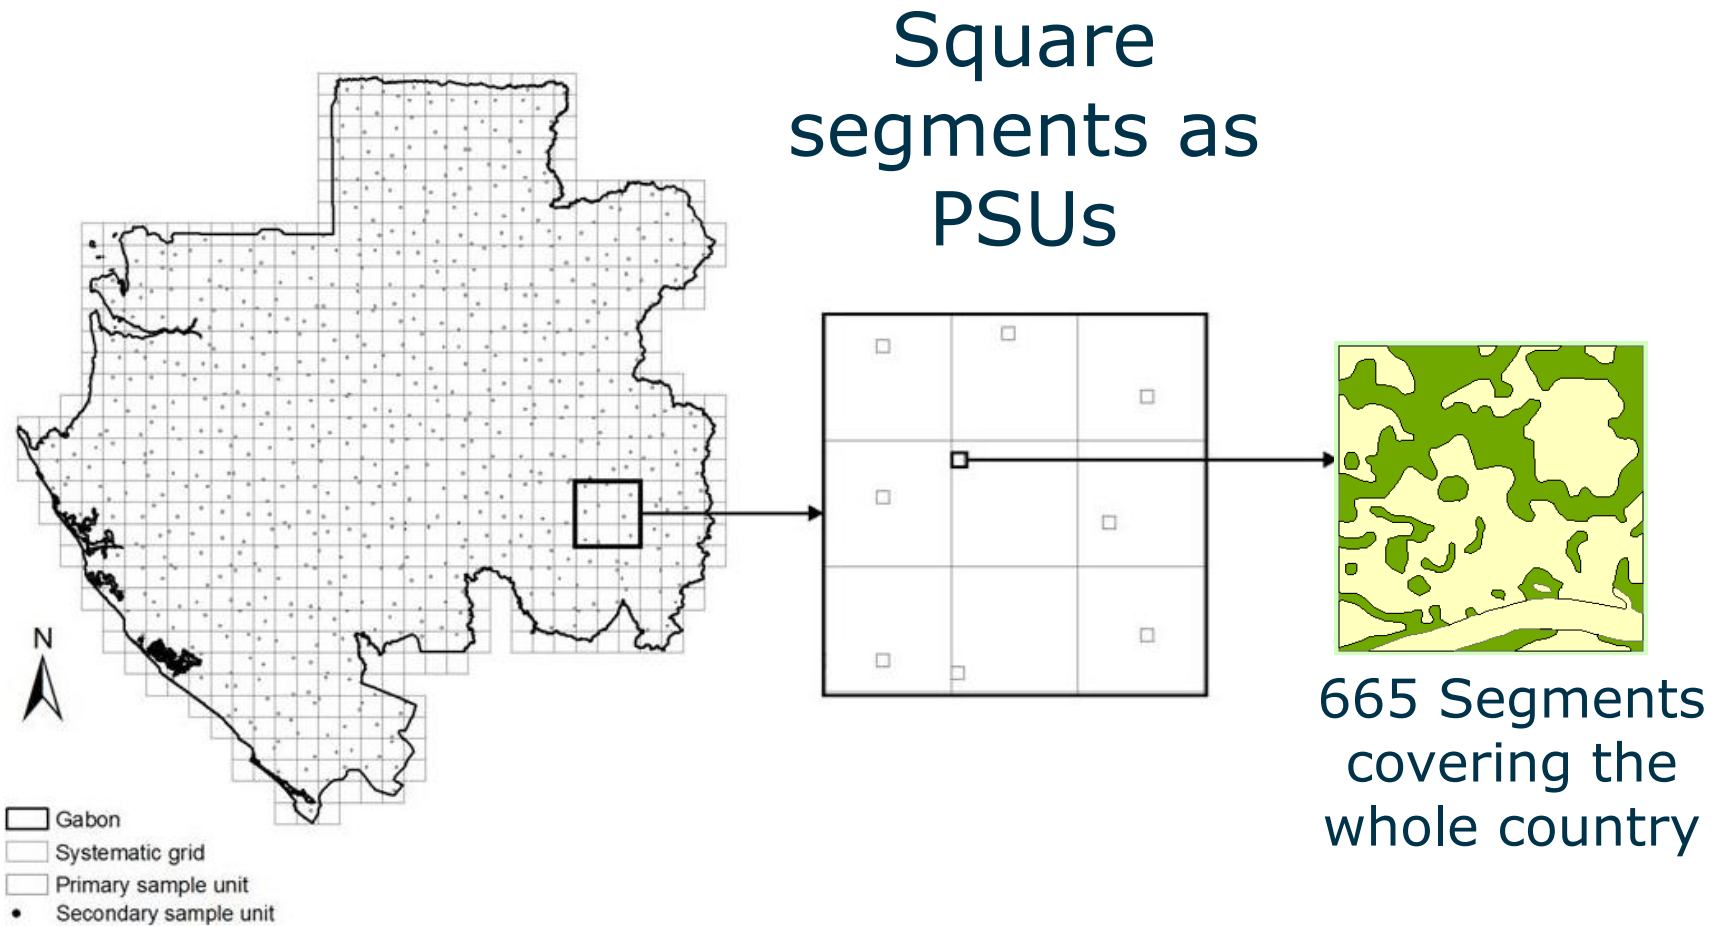 Square
segments as
PSUs
N
665 Segments
covering the
whole country
Gabon
Systematic grid
Primary sample unit
Secondary sample unit